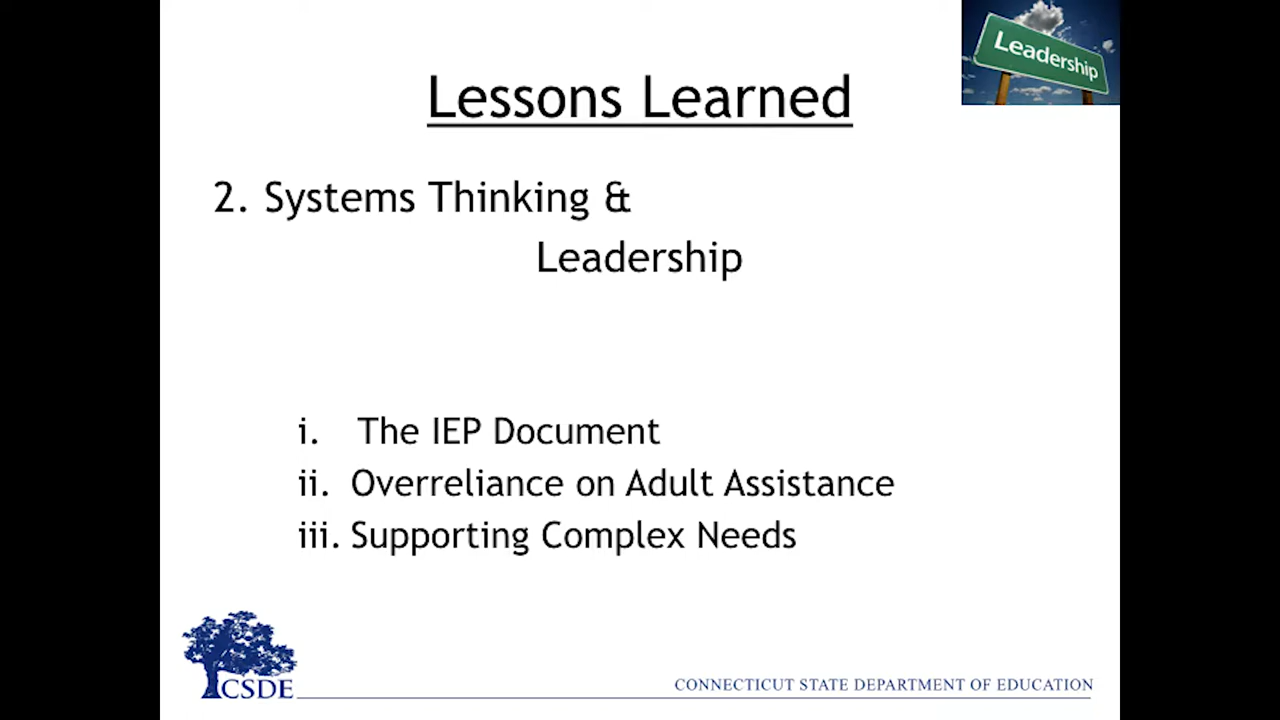 Leadership
Lessons Learned
2. Systems Thinking &
Leadership
i. The IEP Document
ii. Overreliance on Adult Assistance
iii. Supporting Complex Needs
CSDE
CONNECTICUT STATE DEPARTMENT OF EDUCATION